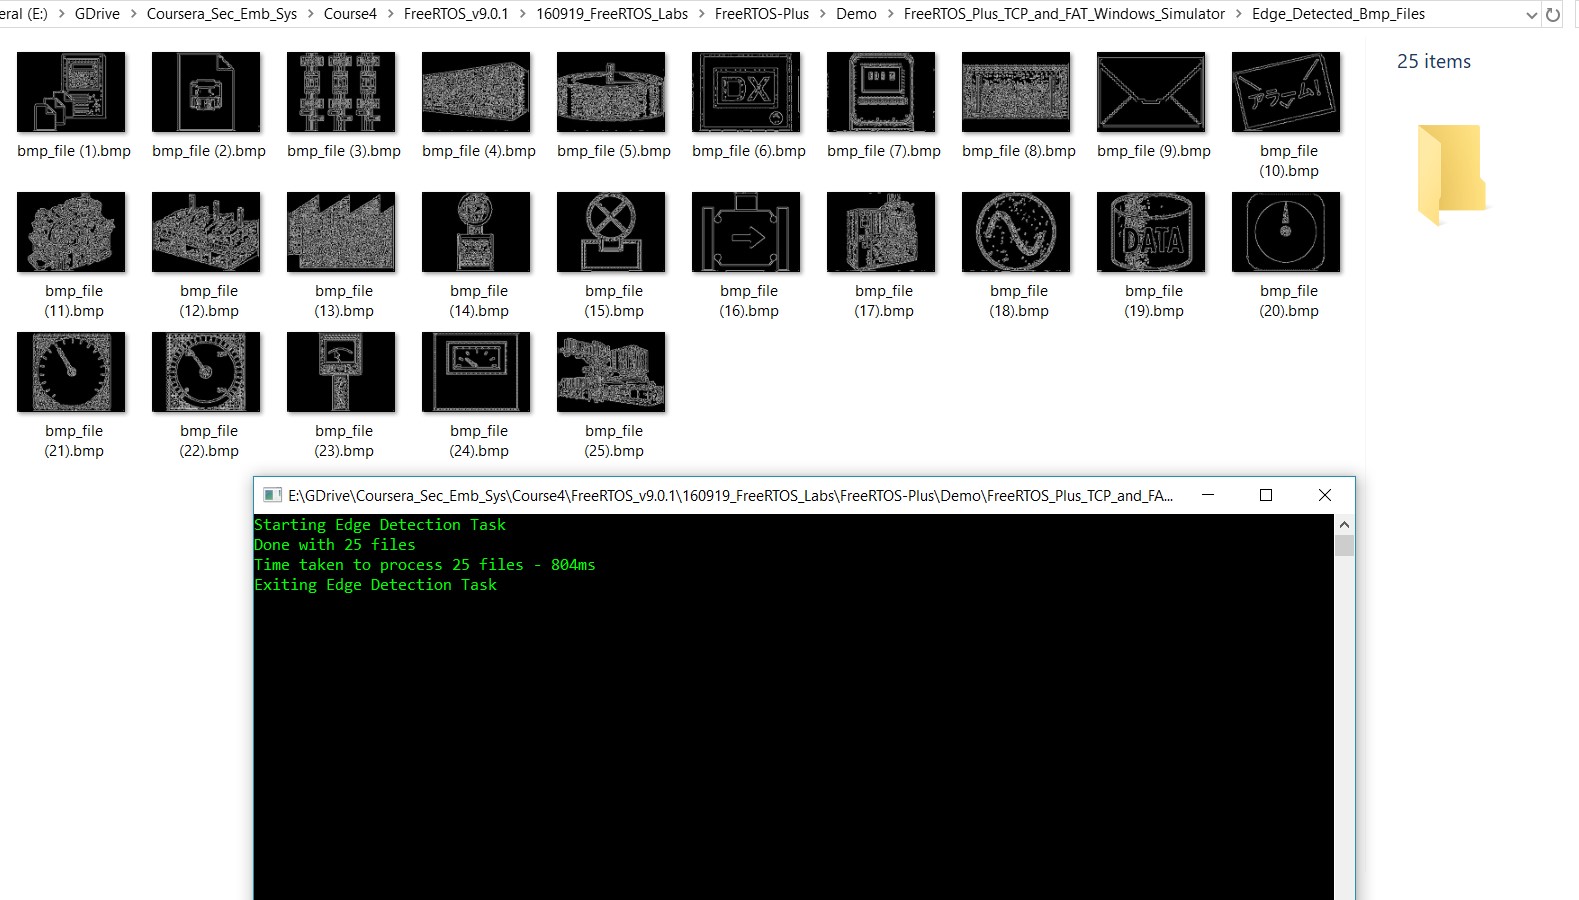 eral (E:) > GDrive > Coursera_Sec_Emb_Sys > Course4 > FreeRTOS_v9.0.1 > 160919_FreeRTOS_Labs > FreeRTOS-Plus > Demo > FreeRTOS_Plus_TCP_and_FAT_Windows_Simulator > Edge_Detected_Bmp_Files
25 items
DX
アラーム!
bmp_file (1).bmp bmp_file (2).bmp bmp_file (3).bmp bmp_file (4).bmp bmp_file (5).bmp bmp_file (6).bmp bmp_file (7).bmp bmp_file (8).bmp bmp_file (9).bmp bmp_file
(10).bmp
DATA
bmp_file bmp_file bmp_file bmp_file bmp_file bmp_file bmp_file bmp_file bmp_file bmp_file
(11).bmp (12).bmp (13).bmp (14).bmp (15).bmp (16).bmp (17).bmp (18).bmp (19).bmp (20).bmp
bmp_file bmp_file bmp_file bmp_file bmp_file
(21).bmp (22).bmp (23).bmp (24).bmp (25).bmp
E:\GDrive\Coursera_Sec_Emb_Sys\Course4\FreeRTOS_v9.0.1\160919_FreeRTOS_Labs\FreeRTOS-Plus\Demo\FreeRTOS_Plus_TCP_and_FA...
Starting Edge Detection Task
Done with 25 files
Time taken to process 25 files - 804ms
Exiting Edge Detection Task